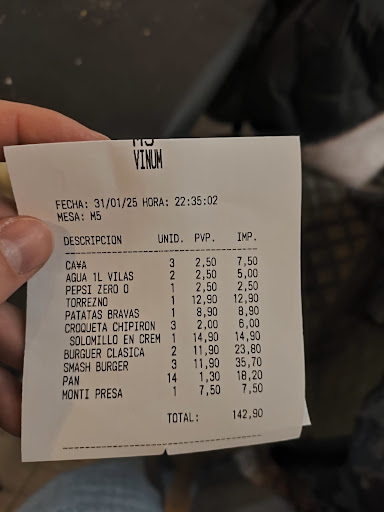 VINUM
FECHA: 31/01/25 HORA: 22:35:02
MESA: M5
DESCRIPCION UNID. PVP. IMP.
CA¥A 3 2,50 7,50
AGUA 1L VILAS 2 2,50 5,00
PEPSI ZERO O 1 2,50 2,50
TORREZNO 1 12,90 12,90
PATATAS BRAVAS 1 8,90 8,90
CROQUETA CHIPIRON 3 2,00 6,00
SOLOMILLO EN CREM 1 14,90 14,90
BURGUER CLASICA 2 11,90 23,80
SMASH BURGER 3 11,90 35,70
PAN 14 1,30 18,20
MONTI PRESA 1 7,50 7,50
TOTAL: 142,90